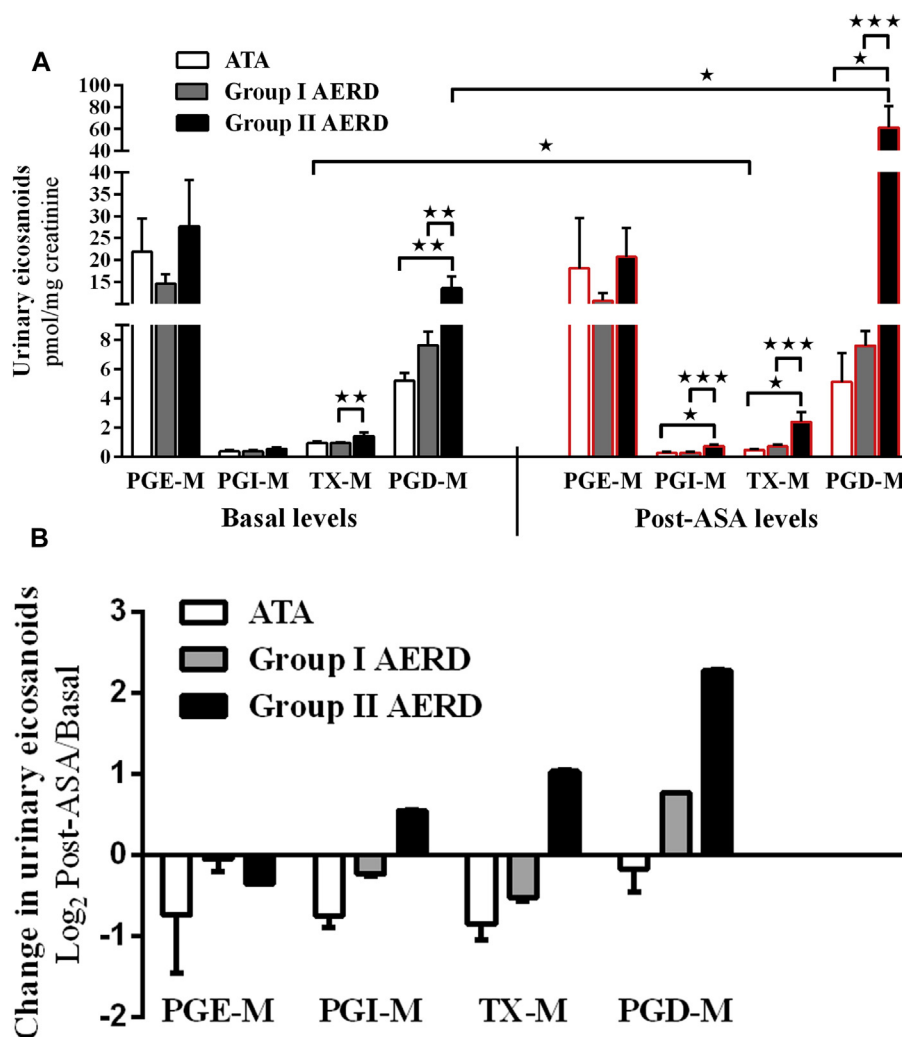 A
ATA
Group I AERD
Group II AERD
Urinary eicosanoids
pmol/mg creatinine
100
80
60
40
40
35
30
25
20
15
8
6
4
2
0
★★
★★
★★
★
★
★
★★★
★
★★★
★
★★★
PGE-M PGI-M TX-M PGD-M PGE-M PGI-M TX-M PGD-M
Basal levels Post-ASA levels
B
ATA
Group I AERD
Group II AERD
Change in urinary eicosanoids
Log₂ Post-ASA/Basal
3
2
1
0
-1
-2
PGE-M PGI-M TX-M PGD-M